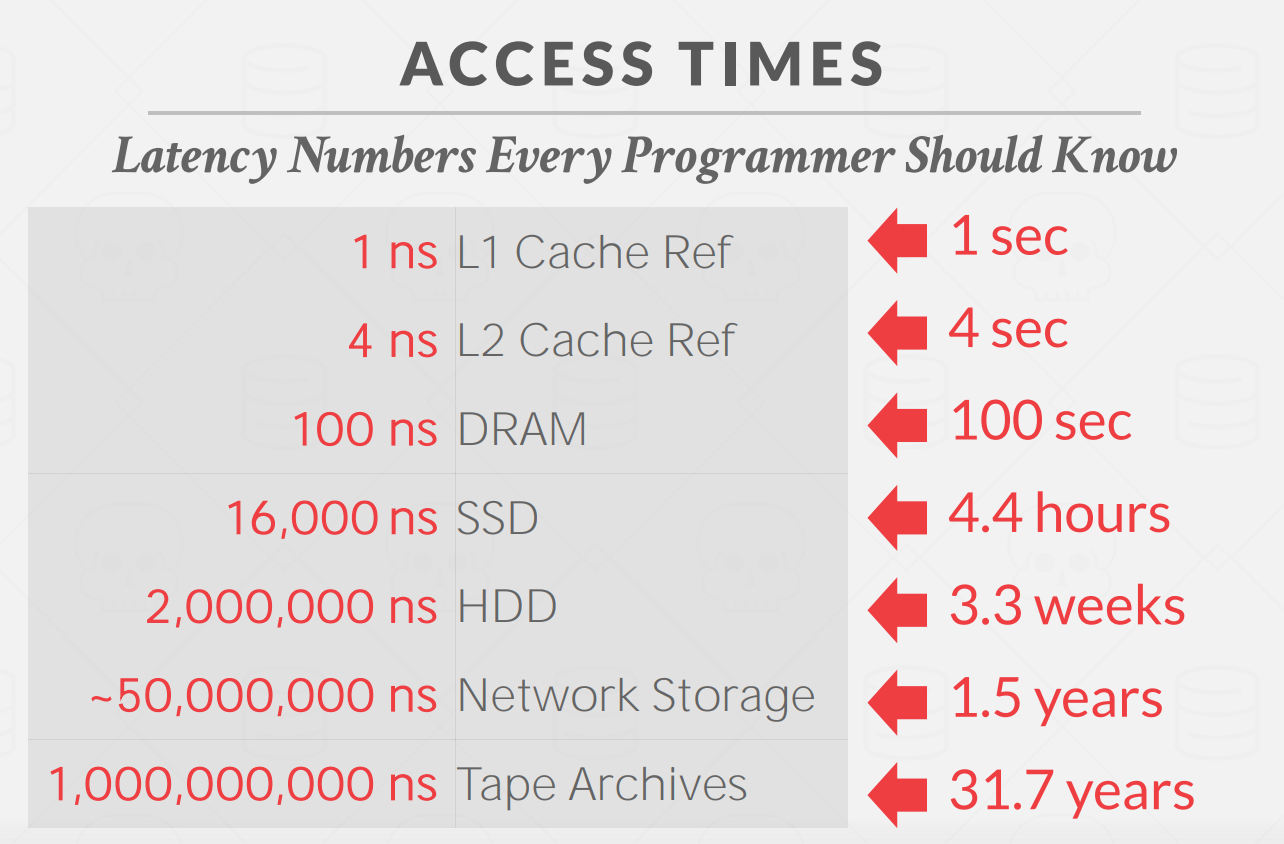 ACCESS TIMES
Latency Numbers Every Programmer Should Know
1 ns L1 Cache Ref 1 sec
4 ns L2 Cache Ref 4 sec
100 ns DRAM 100 sec
16,000 ns SSD 4.4 hours
2,000,000 ns HDD 3.3 weeks
~50,000,000 ns Network Storage 1.5 years
1,000,000,000 ns Tape Archives 31.7 years